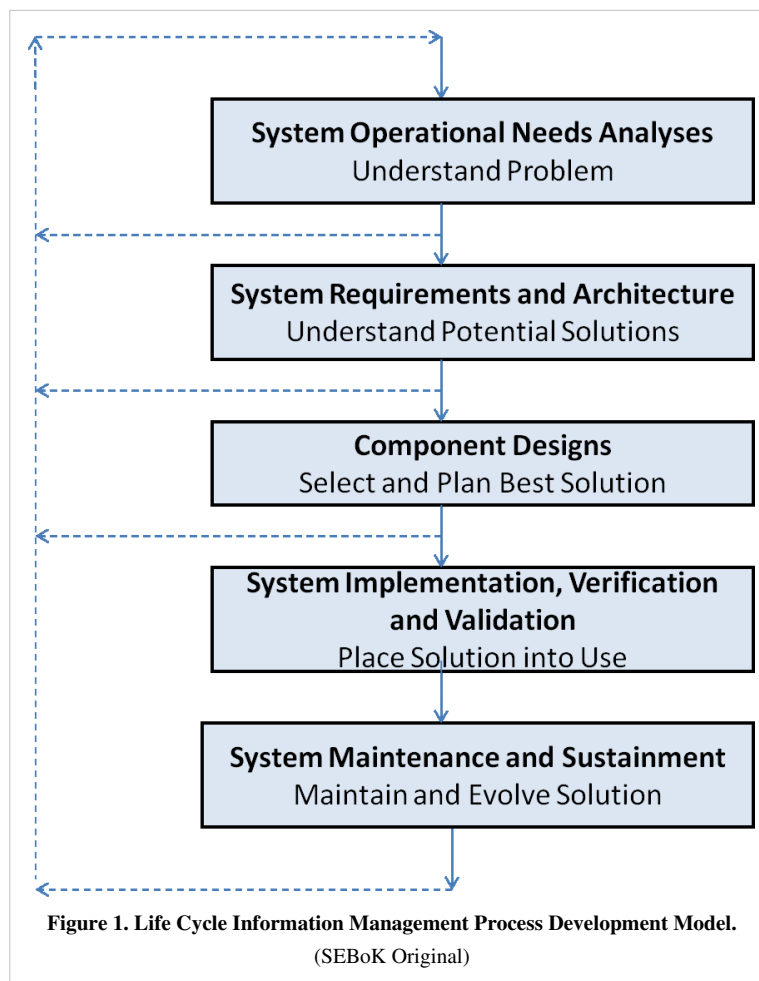 System Operational Needs Analyses
Understand Problem
System Requirements and Architecture
Understand Potential Solutions
Component Designs
Select and Plan Best Solution
System Implementation, Verification
and Validation
Place Solution into Use
System Maintenance and Sustainment
Maintain and Evolve Solution
Figure 1. Life Cycle Information Management Process Development Model.
(SEBoK Original)